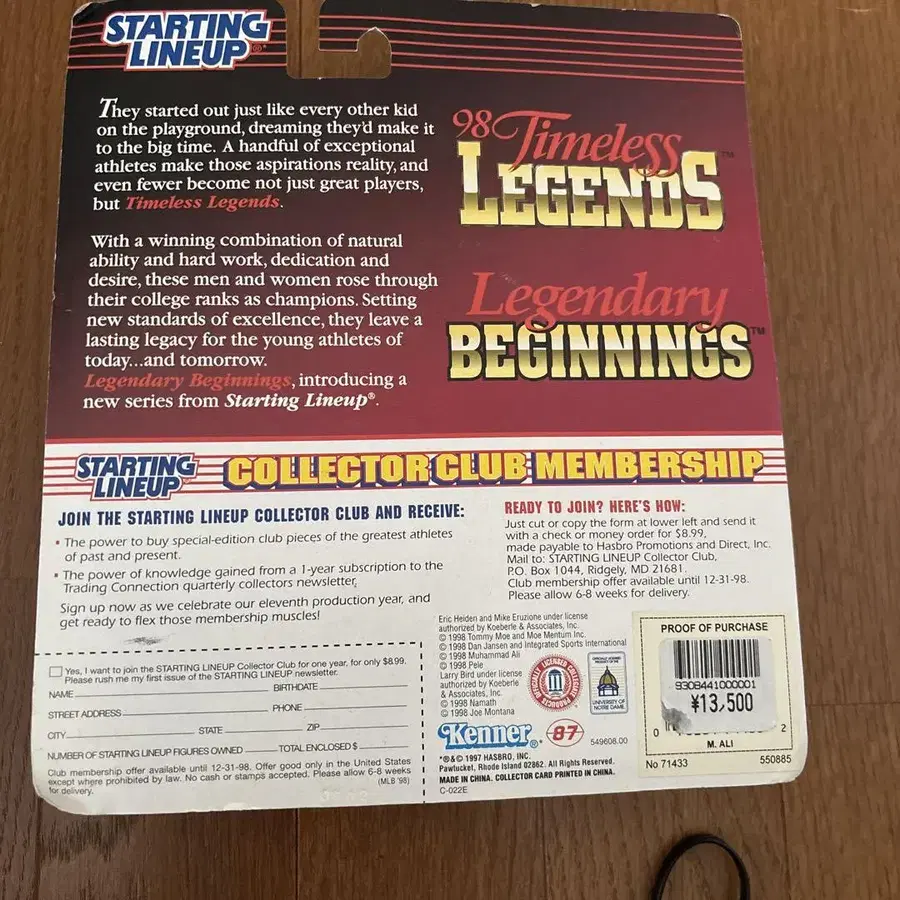 STARTING
LINEUP®
They started out just like every other kid
on the playground, dreaming they'd make it
to the big time. A handful of exceptional
athletes make those aspirations reality, and
even fewer become not just great players,
but Timeless Legends.
With a winning combination of natural
ability and hard work, dedication and
desire, these men and women rose through
their college ranks as champions. Setting
new standards of excellence, they leave a
lasting legacy for the young athletes of
today...and tomorrow.
Legendary Beginnings, introducing a
new series from Starting Lineup®.
98 Timeless
LEGENDS™
Legendary
BEGINNINGS™
STARTING
LINEUP
COLLECTOR CLUB MEMBERSHIP
JOIN THE STARTING LINEUP COLLECTOR CLUB AND RECEIVE:
• The power to buy special-edition club pieces of the greatest athletes
of past and present.
• The power of knowledge gained from a 1-year subscription to the
Trading Connection quarterly collectors newsletter.
Sign up now as we celebrate our eleventh production year, and
get ready to flex those membership muscles!
READY TO JOIN? HERE'S HOW:
Just cut or copy the form at lower left and send it
with a check or money order for $8.99,
made payable to Hasbro Promotions and Direct, Inc.
Mail to: STARTING LINEUP Collector Club,
P.O. Box 1044, Ridgely, MD 21681.
Club membership offer available until 12-31-98.
Please allow 6-8 weeks for delivery.
Yes, I want to join the STARTING LINEUP Collector Club for one year, for only $8.99.
Please rush me my first issue of the STARTING LINEUP newsletter.
NAME BIRTHDATE
STREET ADDRESS PHONE
CITY STATE ZIP
NUMBER OF STARTING LINEUP FIGURES OWNED TOTAL ENCLOSED $
Club membership offer available until 12-31-98. Offer good only in the United States
except where prohibited by law. No cash or stamps accepted. Please allow 6-8 weeks
for delivery. (MLB '98)
Eric Heiden and Mike Eruzione under license
authorized by Koeberle & Associates, Inc.
© 1998 Tommy Moe and Moe Mentum Inc.
© 1998 Dan Jansen and Integrated Sports International
© 1998 Muhammad Ali
© 1998 Pele
Larry Bird under license
authorized by Koeberle
& Associates, Inc.
© 1998 Namath
© 1998 Joe Montana
OFFICIALLY LICENSED COLLEGIATE PRODUCTS
UNIVERSITY OF
NOTRE DAME
Kenner® 87 549608.00
*®&© 1997 HASBRO, INC.
Pawtucket, Rhode Island 02862. All Rights Reserved.
MADE IN CHINA. COLLECTOR CARD PRINTED IN CHINA.
C-022E
PROOF OF PURCHASE
9308441000001
¥13,500
0 2
M. ALI
No 71433 550885